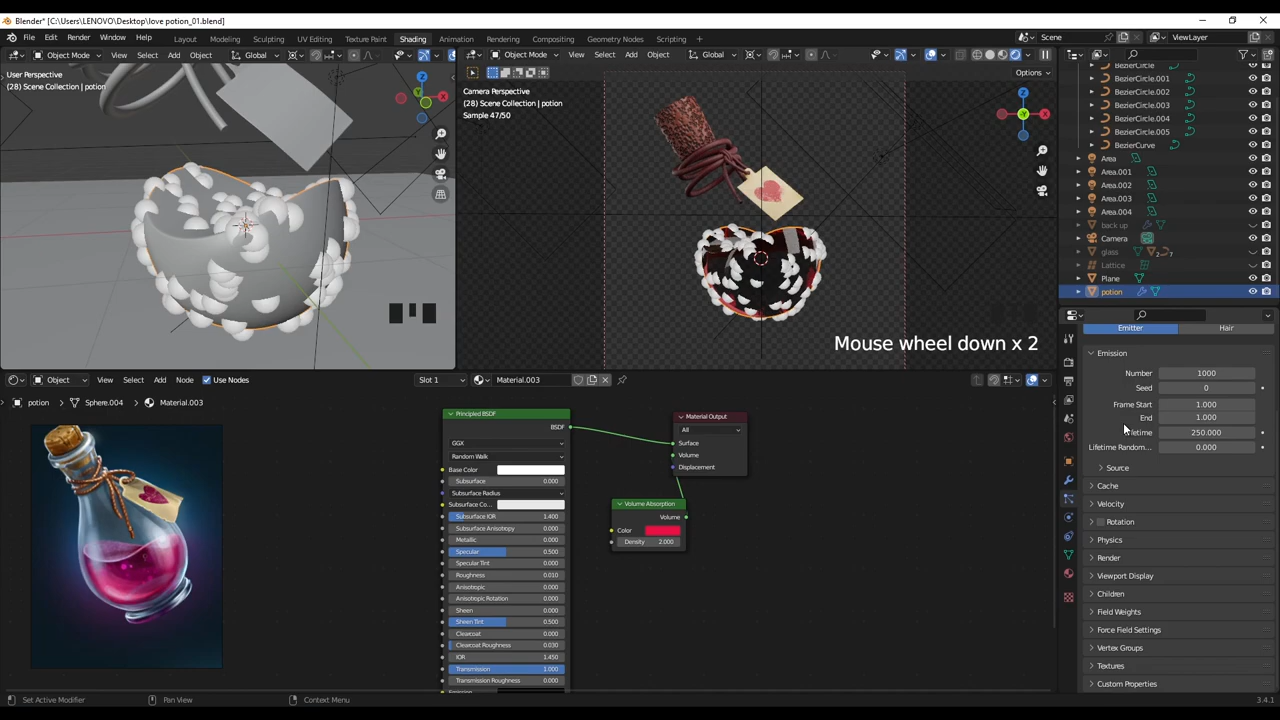 Blender* [C:\Users\LENOVO\Desktop\love potion_01.blend]
File Edit Render Window Help Layout Modeling Sculpting UV Editing Texture Paint Shading Animation Rendering Compositing Geometry Nodes Scripting Scene ViewLayer
Object Mode View Select Add Object Global
Object Mode View Select Add Object Global
Options
User Perspective
(28) Scene Collection | potion
Camera Perspective
(28) Scene Collection | potion
Sample 47/50
Mouse wheel down x 2
BezierCircle
BezierCircle.001
BezierCircle.002
BezierCircle.003
BezierCircle.004
BezierCircle.005
BezierCurve
Area
Area.001
Area.002
Area.003
Area.004
back up
Camera
glass
Lattice
Plane
potion
Emitter Hair
Emission
Number 1000
Seed 0
Frame Start 1.000
End 1.000
etime 250.000
Lifetime Random... 0.000
Source
Cache
Velocity
Rotation
Physics
Render
Viewport Display
Children
Field Weights
Force Field Settings
Vertex Groups
Textures
Custom Properties
Object View Select Add Node Use Nodes Slot 1 Material.003
potion Sphere.004 Material.003
Principled BSDF
BSDF
GGX
Random Walk
Base Color
Subsurface 0.000
Subsurface Radius
Subsurface Co...
Subsurface IOR 1.400
Subsurface Anisotropy 0.000
Metallic 0.000
Specular 0.500
Specular Tint 0.000
Roughness 0.010
Anisotropic 0.000
Anisotropic Rotation 0.000
Sheen 0.000
Sheen Tint 0.500
Clearcoat 0.000
Clearcoat Roughness 0.030
IOR 1.450
Transmission 1.000
Transmission Roughness 0.000
Material Output
All
Surface
Volume
Displacement
Volume Absorption
Volume
Color
Density 2.000
Set Active Modifier Pan View Context Menu 3.4.1